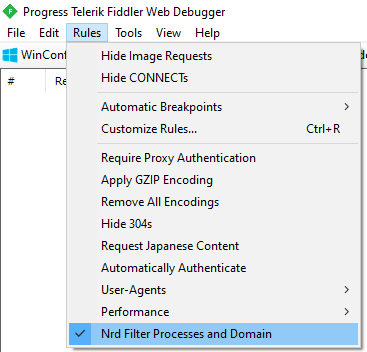 Progress Telerik Fiddler Web Debugger
File Edit Rules Tools View Help
WinConf
#
Re
Hide Image Requests
Hide CONNECTs
Automatic Breakpoints
Customize Rules... Ctrl+R
Require Proxy Authentication
Apply GZIP Encoding
Remove All Encodings
Hide 304s
Request Japanese Content
Automatically Authenticate
User-Agents
Performance
Nrd Filter Processes and Domain